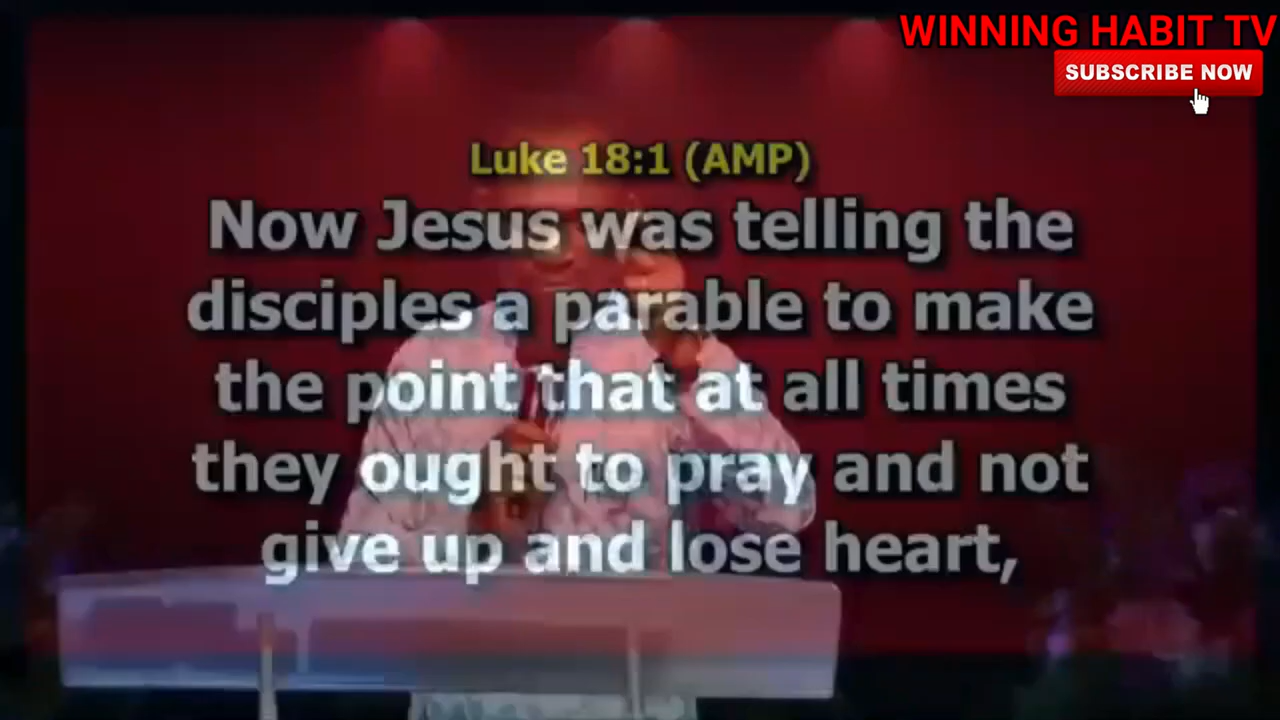 WINNING HABIT TV
SUBSCRIBE NOW
Luke 18:1 (AMP)
Now Jesus was telling the
disciples a parable to make
the point that at all times
they ought to pray and not
give up and lose heart,